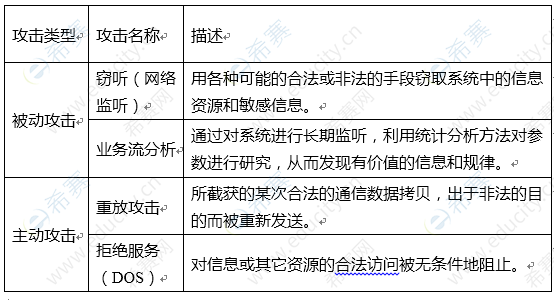 攻击类型 攻击名称 描述
被动攻击
窃听（网络
监听）
用各种可能的合法或非法的手段窃取系统中的信息
资源和敏感信息。
业务流分析
通过对系统进行长期监听，利用统计分析方法对参
数进行研究，从而发现有价值的信息和规律。
主动攻击
重放攻击
所截获的某次合法的通信数据拷贝，出于非法的目
的而被重新发送。
拒绝服务
（DOS）
对信息或其它资源的合法访问被无条件地阻止。
希赛
www.educity.cn
希赛网